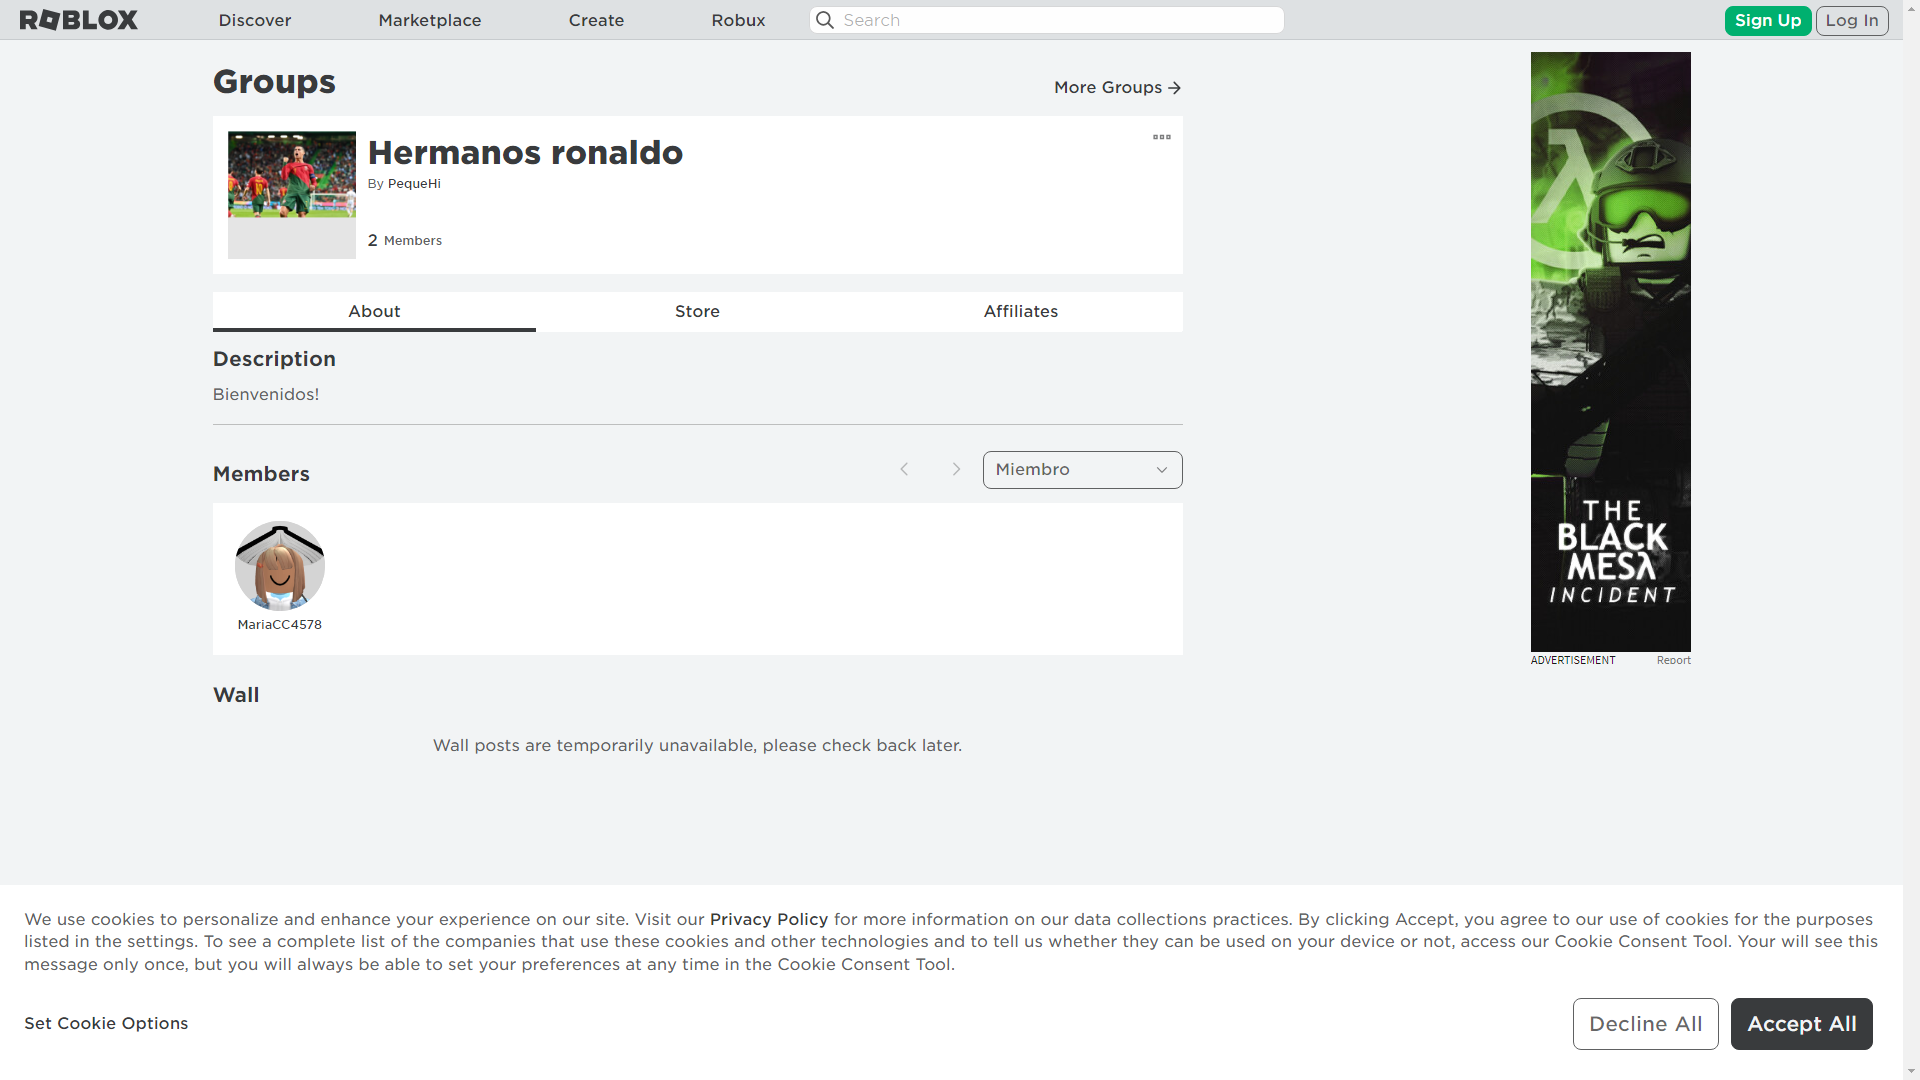 ROBLOX
Discover
Marketplace
Create
Robux
Search
Sign Up
Log In
Groups
More Groups
Hermanos ronaldo
By PequeHi
2 Members
About
Store
Affiliates
Description
Bienvenidos!
Members
Miembro
MariaCC4578
Wall
Wall posts are temporarily unavailable, please check back later.
THE
BLACK
MESλ
INCIDENT
ADVERTISEMENT
Report
We use cookies to personalize and enhance your experience on our site. Visit our Privacy Policy for more information on our data collections practices. By clicking Accept, you agree to our use of cookies for the purposes
listed in the settings. To see a complete list of the companies that use these cookies and other technologies and to tell us whether they can be used on your device or not, access our Cookie Consent Tool. Your will see this
message only once, but you will always be able to set your preferences at any time in the Cookie Consent Tool.
Set Cookie Options
Decline All
Accept All